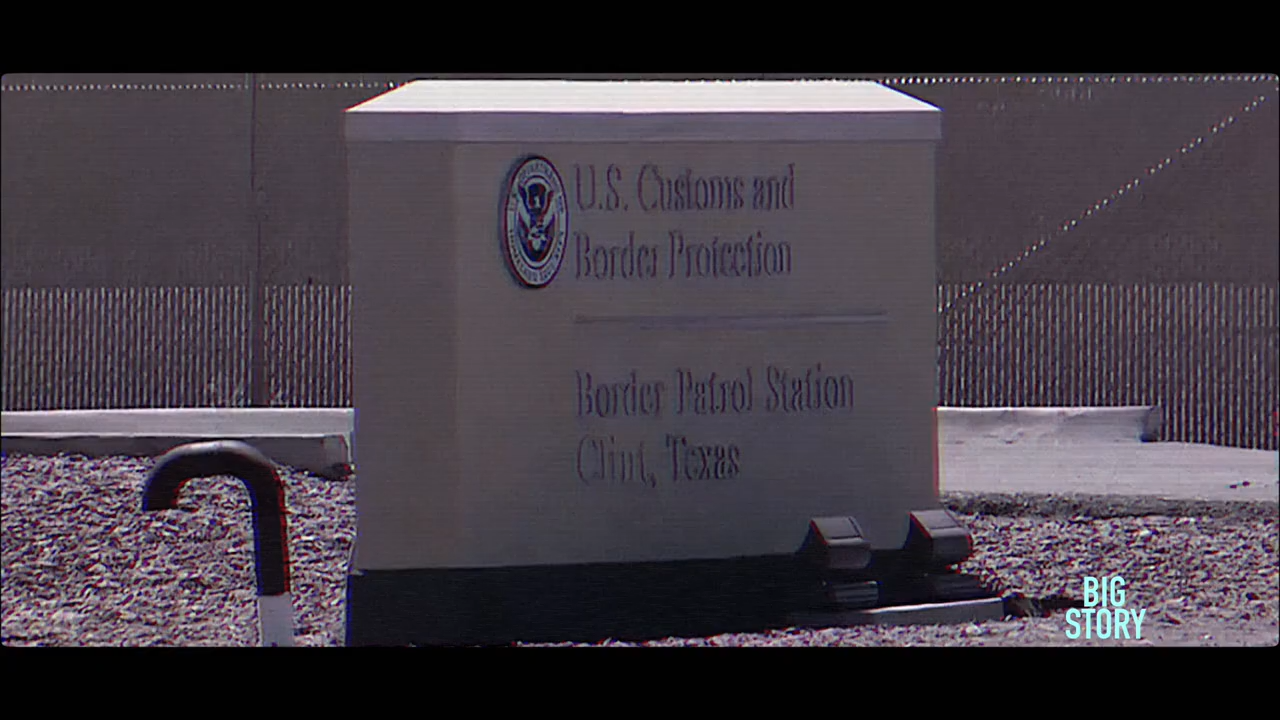 U.S. Customs and
Border Protection
Border Patrol Station
Clint, Texas
BIG
STORY